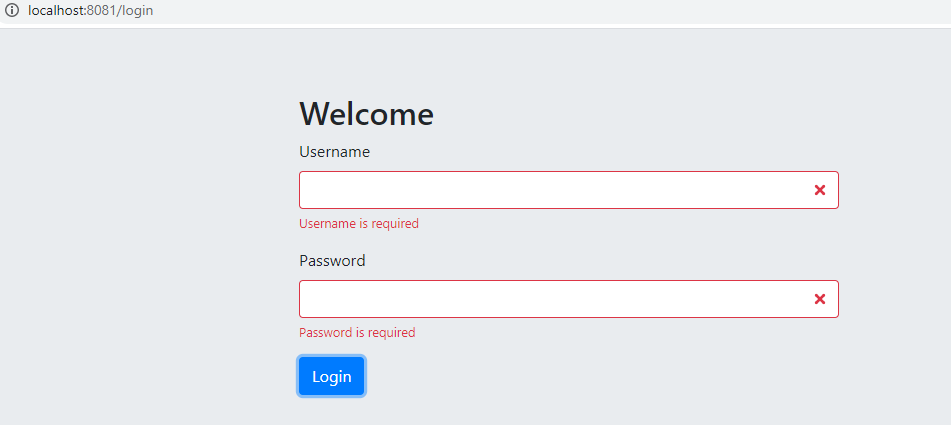 localhost:8081/login
Welcome
Username
Username is required
Password
Password is required
Login